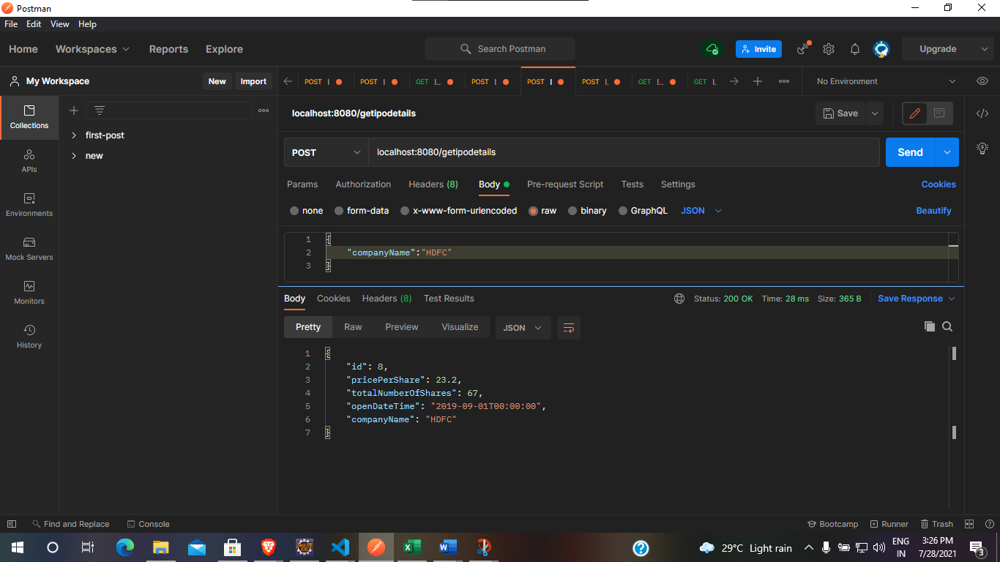 Postman
File Edit View Help
Home Workspaces Reports Explore Search Postman Invite Upgrade
My Workspace New Import
POST POST GET I... POST POST I POST I. GET I... GET I. No Environment
localhost:8080/getipodetails Save
Collections
APIs
Environments
Mock Servers
Monitors
History
first-post
new
POST localhost:8080/getipodetails Send
Params Authorization Headers (8) Body Pre-request Script Tests Settings Cookies
none form-data x-www-form-urlencoded raw binary GraphQL JSON Beautify
1 {
2 "companyName":"HDFC"
3 }
Body Cookies Headers (8) Test Results Status: 200 OK Time: 28 ms Size: 365 B Save Response
Pretty Raw Preview Visualize JSON
1 {
2 "id": 8,
3 "pricePerShare": 23.2,
4 "totalNumberOfShares": 67,
5 "openDateTime": "2019-09-01T00:00:00",
6 "companyName": "HDFC"
7 }
Find and Replace Console Bootcamp Runner Trash
29°C Light rain ENG IN 3:26 PM 7/28/2021 3